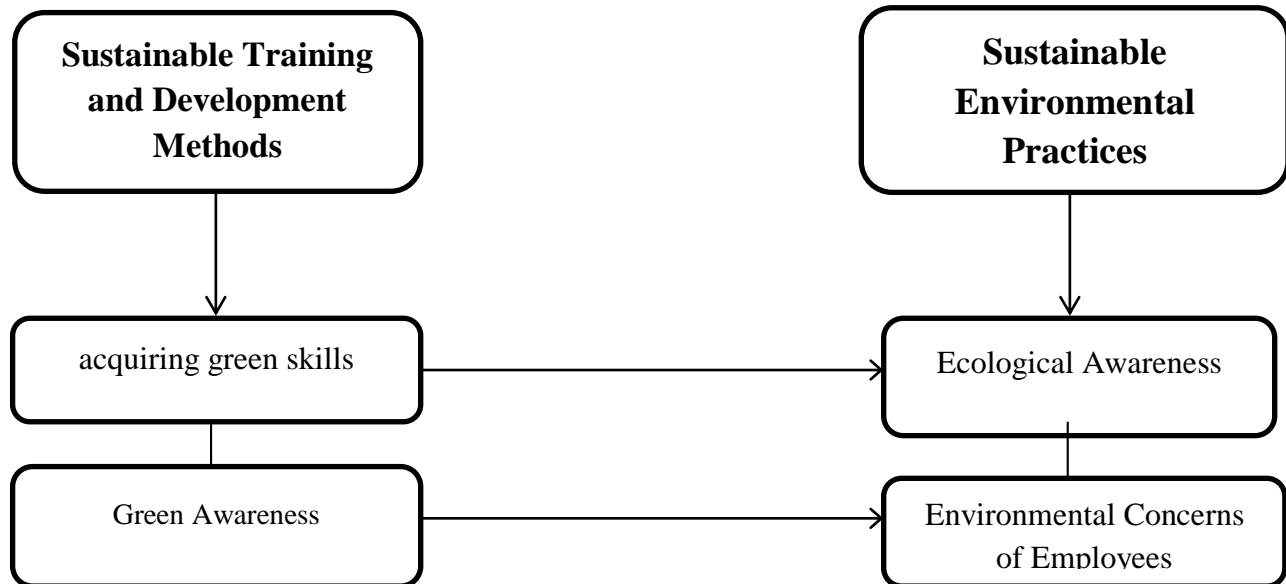 Sustainable Training
and Development
Methods
Sustainable
Environmental
Practices
acquiring green skills
Ecological Awareness
Green Awareness
Environmental Concerns
of Employees